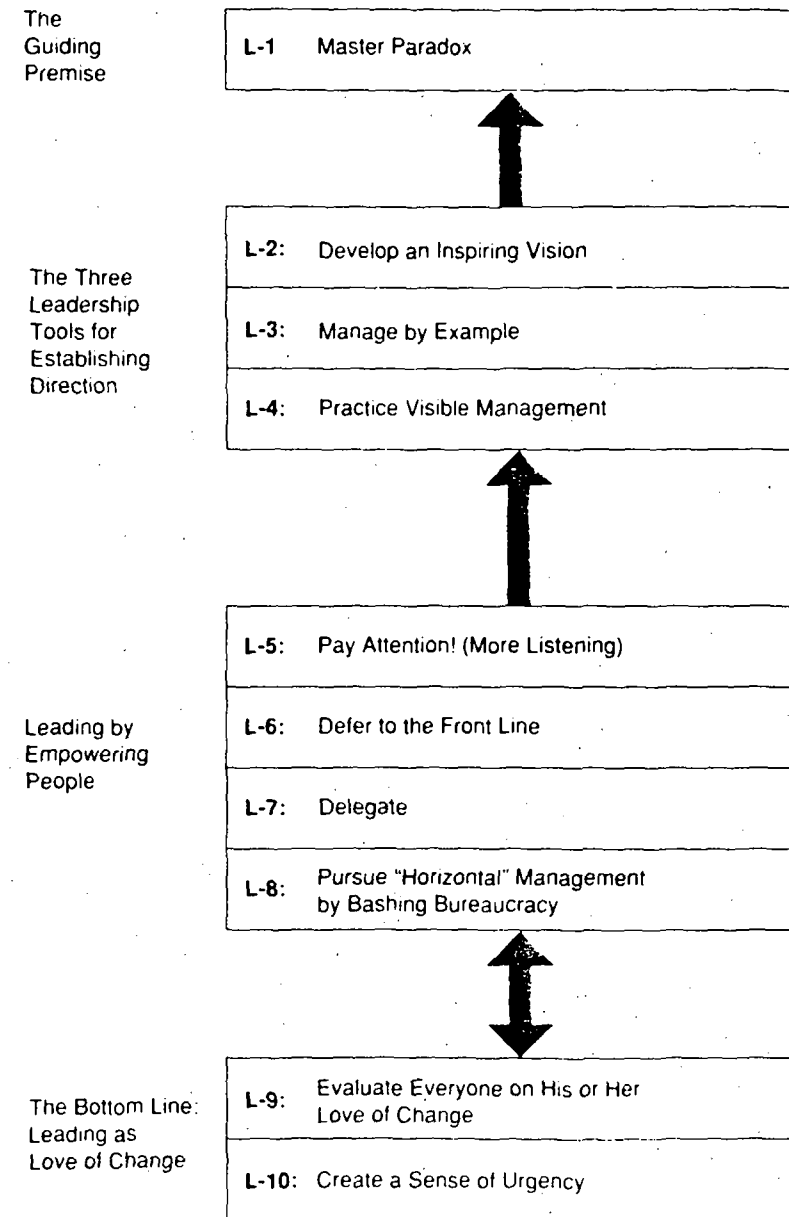 The
Guiding
Premise
L-1 Master Paradox
The Three
Leadership
Tools for
Establishing
Direction
L-2: Develop an Inspiring Vision
L-3: Manage by Example
L-4: Practice Visible Management
Leading by
Empowering
People
L-5: Pay Attention! (More Listening)
L-6: Defer to the Front Line
L-7: Delegate
L-8: Pursue "Horizontal" Management
by Bashing Bureaucracy
The Bottom Line:
Leading as
Love of Change
L-9: Evaluate Everyone on His or Her
Love of Change
L-10: Create a Sense of Urgency